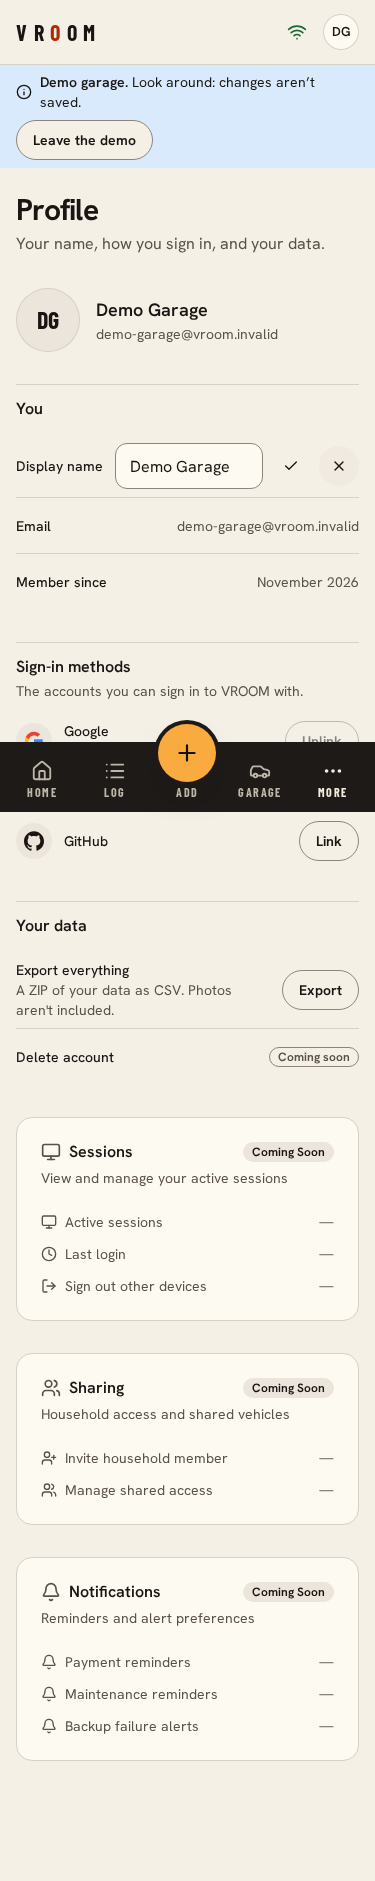 VROOM
DG
Demo garage. Look around: changes aren't
saved.
Leave the demo
Profile
Your name, how you sign in, and your data.
DG
Demo Garage
demo-garage@vroom.invalid
You
Display name
Demo Garage
Email
demo-garage@vroom.invalid
Member since
November 2026
Sign-in methods
The accounts you can sign in to VROOM with.
Google
Unlink
HOME
LOG
ADD
GARAGE
MORE
GitHub
Link
Your data
Export everything
A ZIP of your data as CSV. Photos
aren't included.
Export
Delete account
Coming soon
Sessions
Coming Soon
View and manage your active sessions
Active sessions
—
Last login
—
Sign out other devices
—
Sharing
Coming Soon
Household access and shared vehicles
Invite household member
—
Manage shared access
—
Notifications
Coming Soon
Reminders and alert preferences
Payment reminders
—
Maintenance reminders
—
Backup failure alerts
—